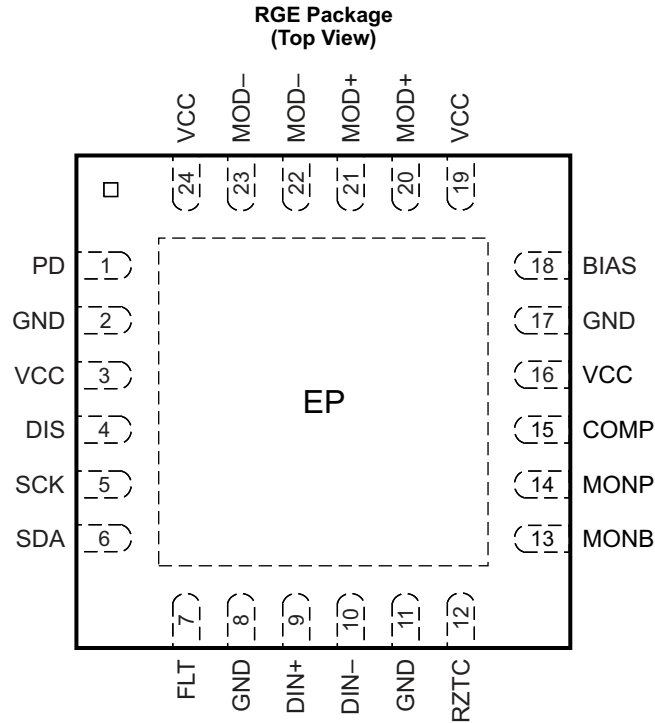 RGE Package
(Top View)
VCC
MOD–
MOD–
MOD+
MOD+
VCC
24
23
22
21
20
19
PD 1
GND 2
VCC 3
DIS 4
SCK 5
SDA 6
EP
18 BIAS
17 GND
16 VCC
15 COMP
14 MONP
13 MONB
7
8
9
10
11
12
FLT
GND
DIN+
DIN–
GND
RZTC